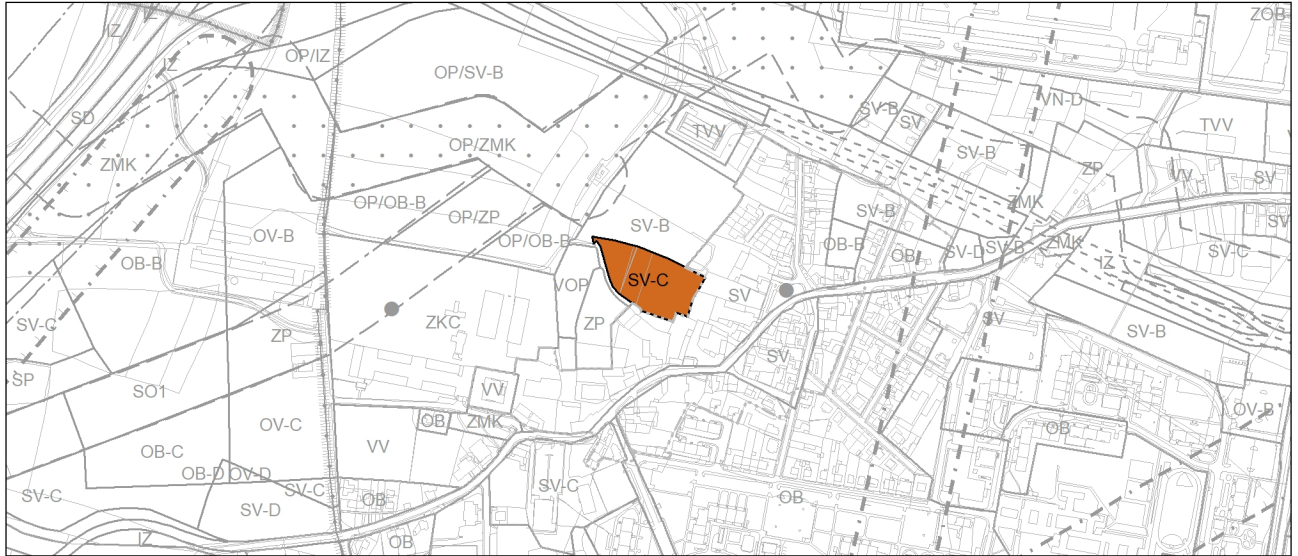 IZ
ZOB
OP/IZ
OP/SV-B
IZ
VN-D
SV-B
SV
SD
TVV
TVV
OP/ZMK
SV-B
ZMK
ZP
VV
SV
OP/OB-B
ZMK
OP/ZP
SV-B
SV
OV-B
SV-B
OP/OB-B
OB-B
OB
SV-D
SV-B
ZMK
SV-C
OB-B
IZ
SV-C
SV
VOP
ZKC
SV
SV-C
ZP
ZP
SV-B
SV
SP
SO1
VV
OV-B
OB
ZMK
OV-C
OB
OB-C
VV
OB-D
OV-D
SV-C
SV-C
SV-C
OB
OB
SV-D
IZ
OB